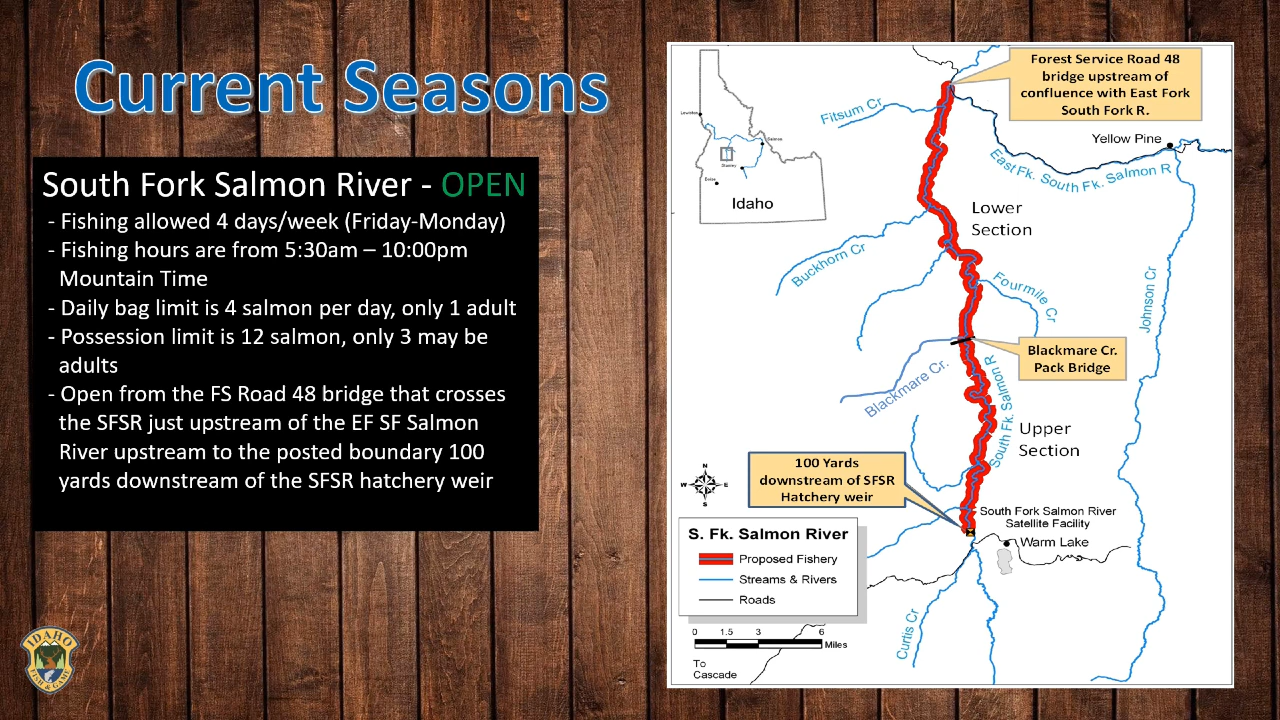 Current Seasons
South Fork Salmon River - OPEN
- Fishing allowed 4 days/week (Friday-Monday)
- Fishing hours are from 5:30am – 10:00pm
Mountain Time
- Daily bag limit is 4 salmon per day, only 1 adult
- Possession limit is 12 salmon, only 3 may be
adults
- Open from the FS Road 48 bridge that crosses
the SFSR just upstream of the EF SF Salmon
River upstream to the posted boundary 100
yards downstream of the SFSR hatchery weir
IDAHO
FISH & GAME
Forest Service Road 48
bridge upstream of
confluence with East Fork
South Fork R.
Fitsum Cr
Yellow Pine
East Fk. South Fk. Salmon R
Lewiston
Salmon
Stanley
Boise
Idaho
Lower
Section
Buckhorn Cr
Fourmile Cr
Johnson Cr
Blackmare Cr.
Pack Bridge
Blackmare Cr.
South Fk. Salmon R
Upper
Section
100 Yards
downstream of SFSR
Hatchery weir
N
W E
S
South Fork Salmon River
Satellite Facility
Warm Lake
S. Fk. Salmon River
Proposed Fishery
Streams & Rivers
Roads
Curtis Cr
0 1.5 3 6
Miles
To
Cascade